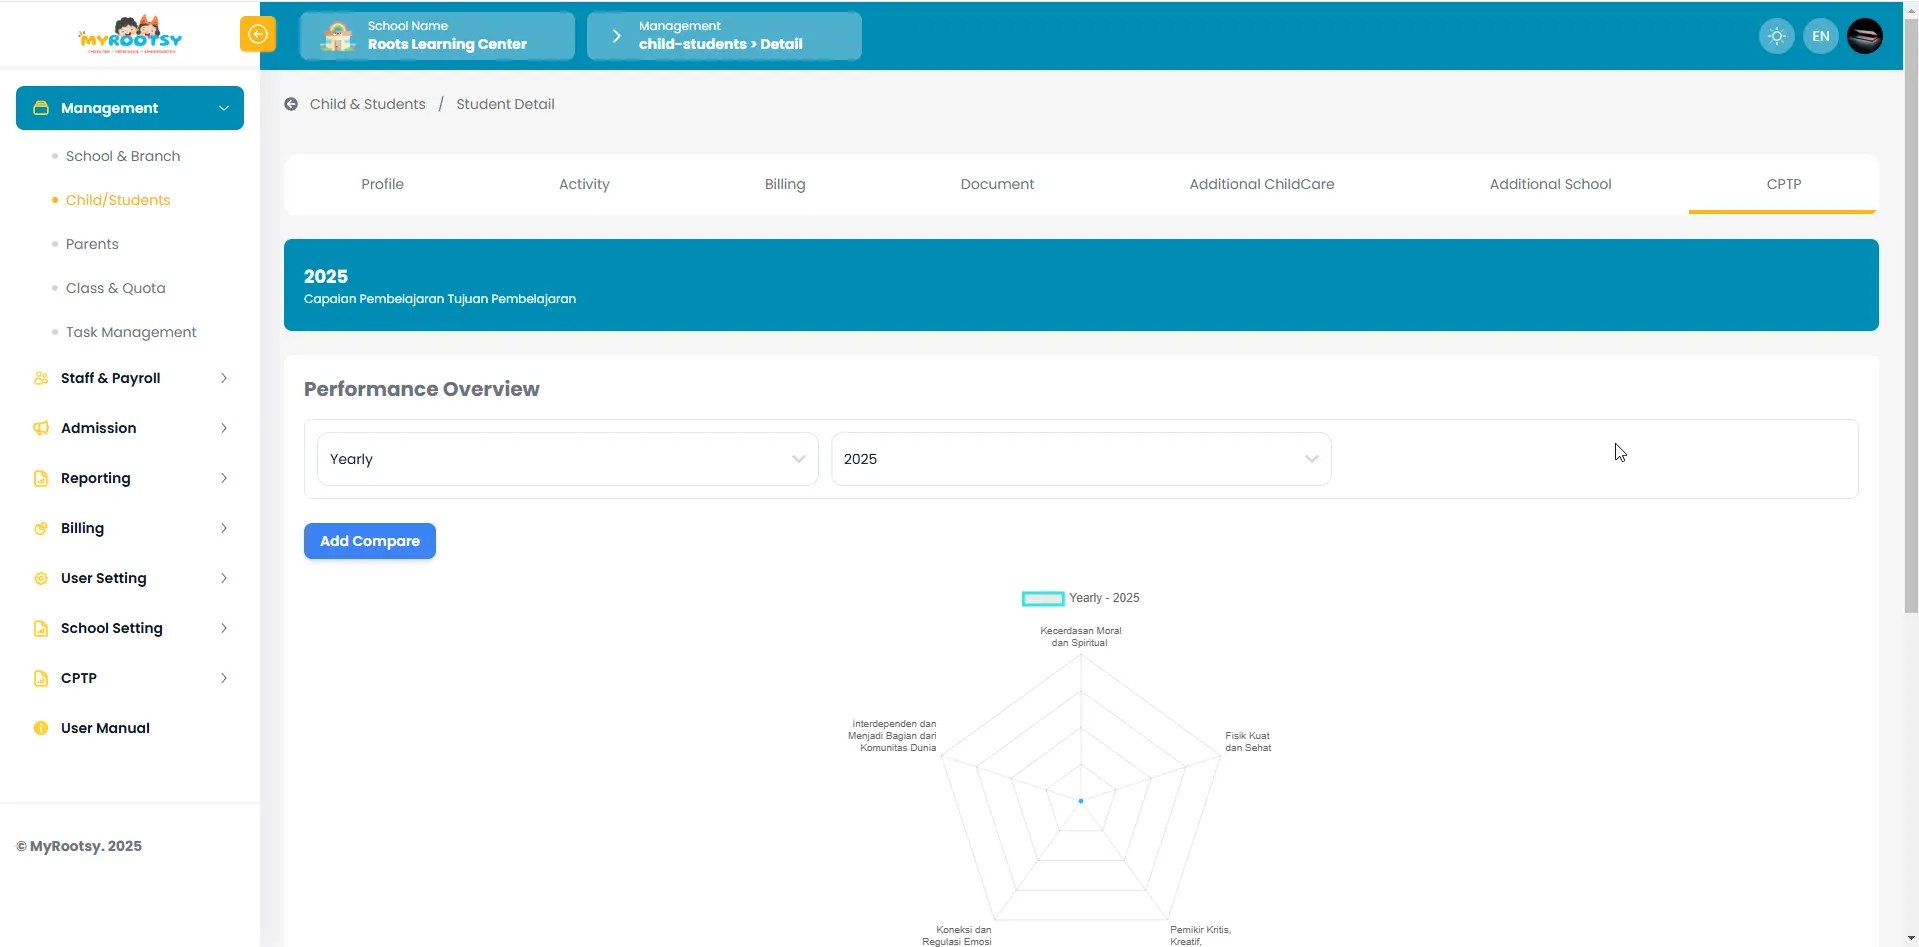 MYROOTSY
School Name
Roots Learning Center
Management
child-students > Detail
EN
Management
School & Branch
Child/Students
Parents
Class & Quota
Task Management
Staff & Payroll
Admission
Reporting
Billing
User Setting
School Setting
CPTP
User Manual
© MyRootsy. 2025
Child & Students / Student Detail
Profile
Activity
Billing
Document
Additional ChildCare
Additional School
CPTP
2025
Capaian Pembelajaran Tujuan Pembelajaran
Performance Overview
Yearly
2025
Add Compare
Yearly - 2025
Kecerdasan Moral
dan Spiritual
Interdependen dan
Menjadi Bagian dari
Komunitas Dunia
Fisik Kuat
dan Sehat
Koneksi dan
Regulasi Emosi
Pemikir Kritis,
Kreatif,